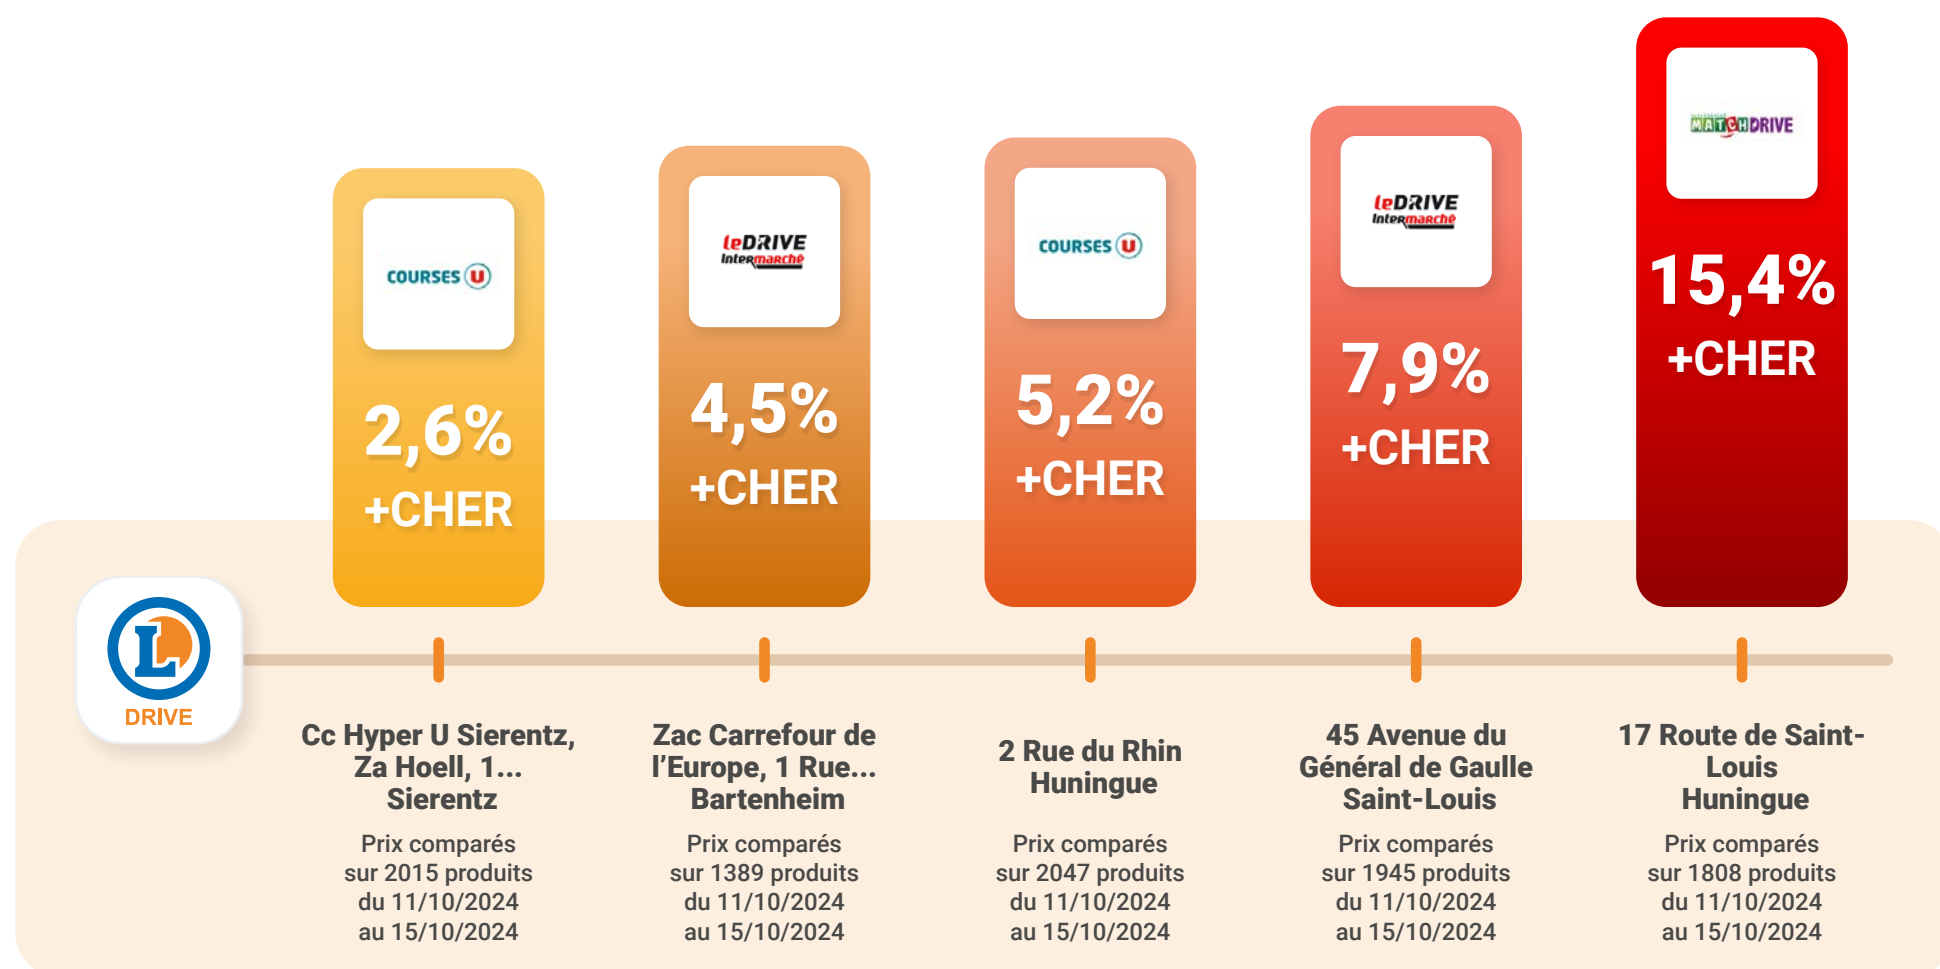 COURSES U
2,6%
+CHER
leDRIVE
Intermarché
4,5%
+CHER
COURSES U
5,2%
+CHER
leDRIVE
Intermarché
7,9%
+CHER
MATCHDRIVE
15,4%
+CHER
L
DRIVE
Cc Hyper U Sierentz,
Za Hoell, 1...
Sierentz
Prix comparés
sur 2015 produits
du 11/10/2024
au 15/10/2024
Zac Carrefour de
l’Europe, 1 Rue...
Bartenheim
Prix comparés
sur 1389 produits
du 11/10/2024
au 15/10/2024
2 Rue du Rhin
Huningue
Prix comparés
sur 2047 produits
du 11/10/2024
au 15/10/2024
45 Avenue du
Général de Gaulle
Saint-Louis
Prix comparés
sur 1945 produits
du 11/10/2024
au 15/10/2024
17 Route de Saint-
Louis
Huningue
Prix comparés
sur 1808 produits
du 11/10/2024
au 15/10/2024